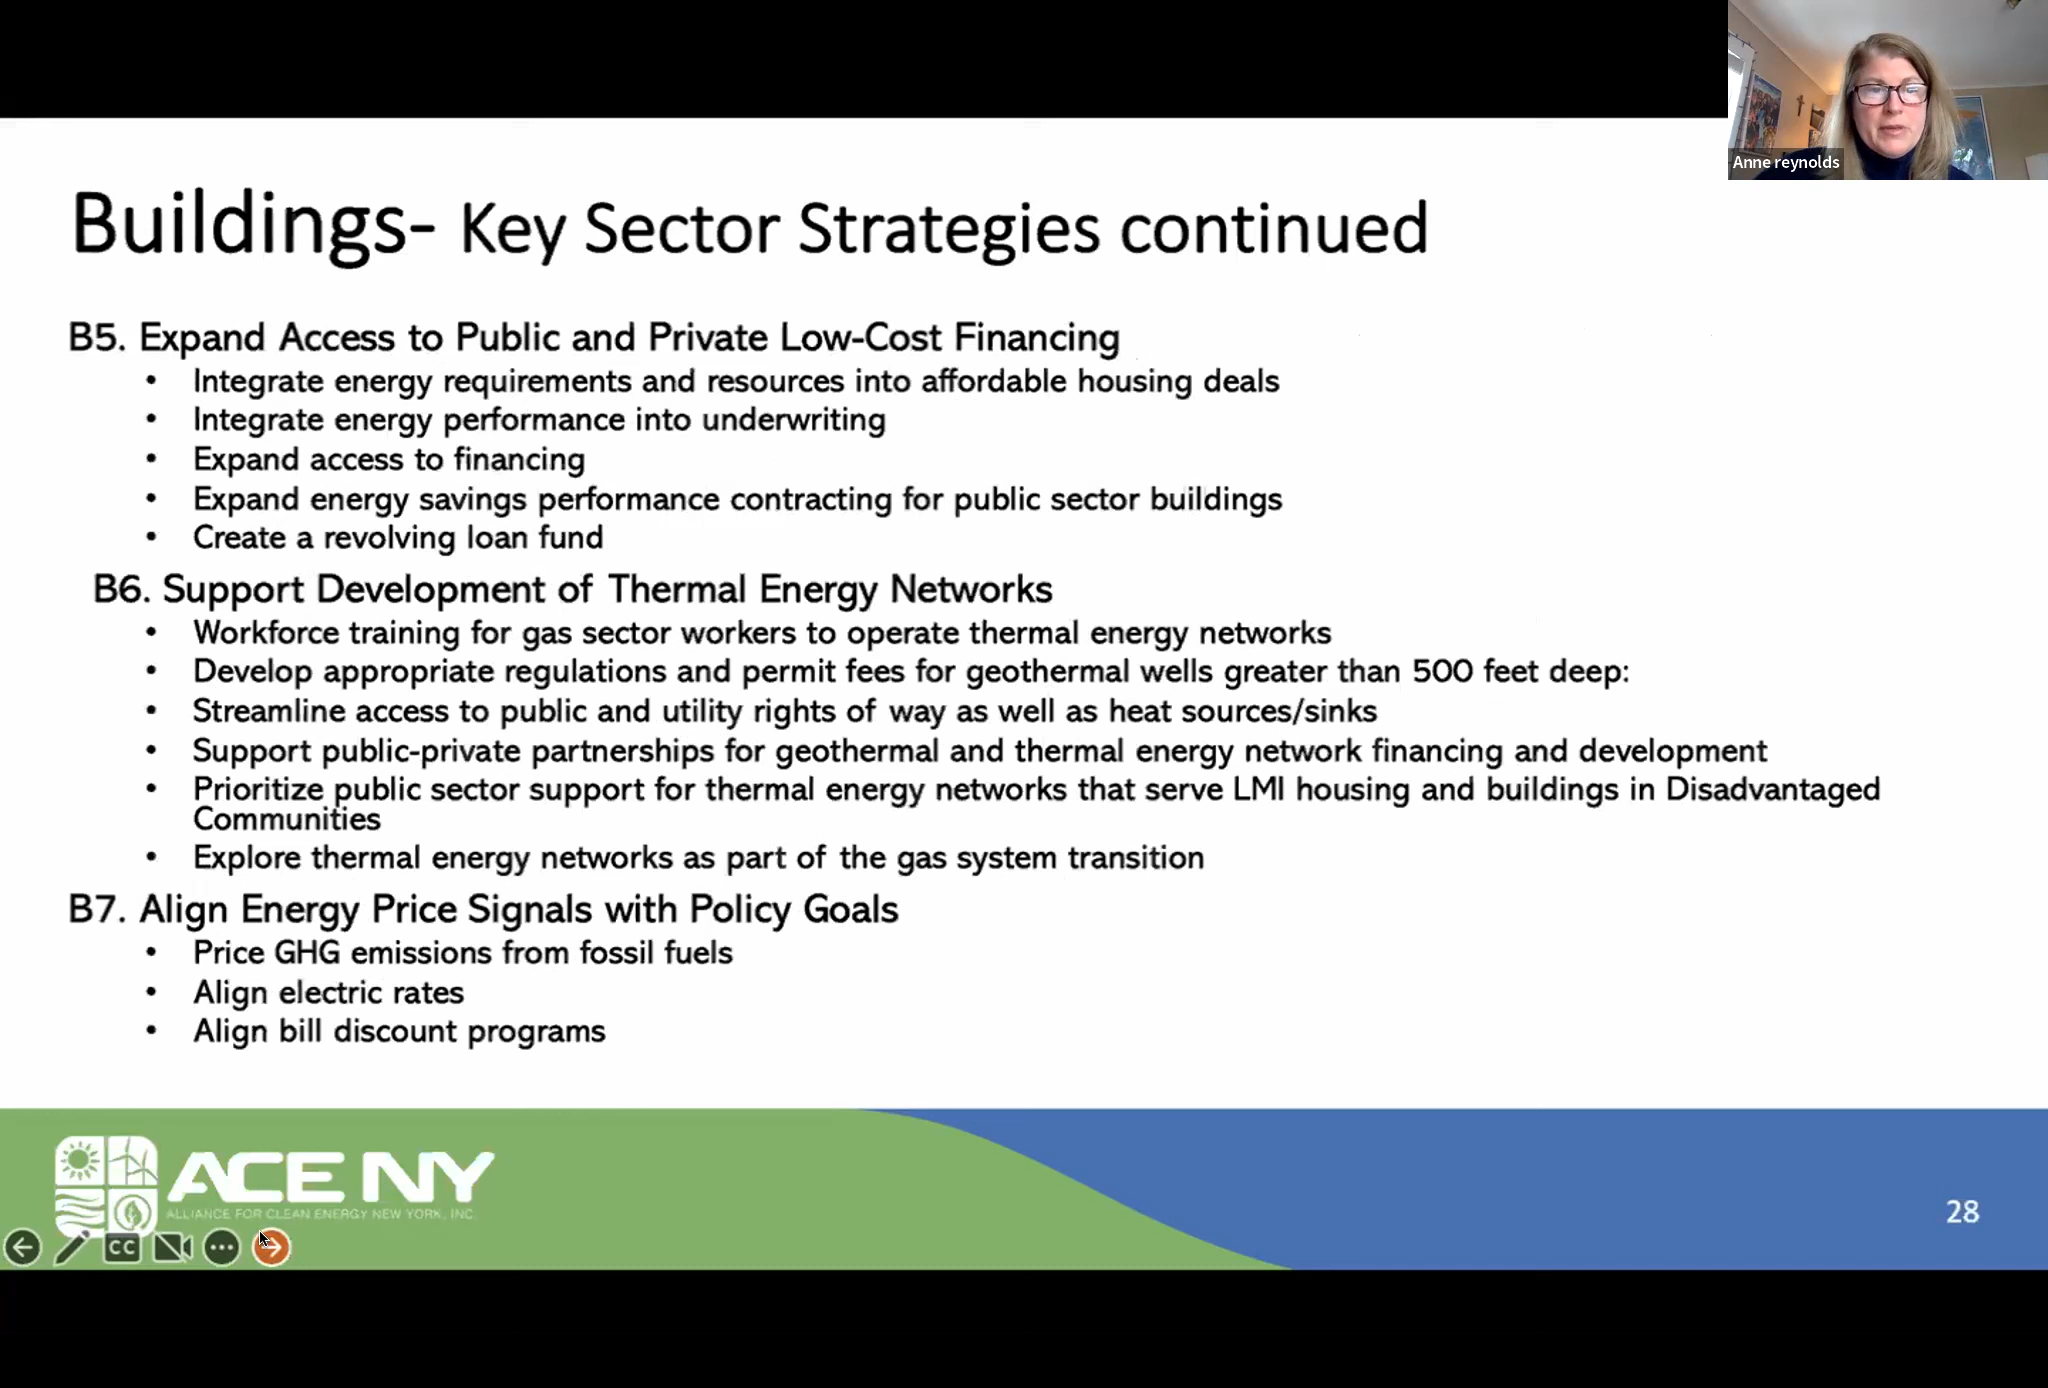 Anne reynolds
Buildings- Key Sector Strategies continued
B5. Expand Access to Public and Private Low-Cost Financing
• Integrate energy requirements and resources into affordable housing deals
• Integrate energy performance into underwriting
• Expand access to financing
• Expand energy savings performance contracting for public sector buildings
• Create a revolving loan fund
B6. Support Development of Thermal Energy Networks
• Workforce training for gas sector workers to operate thermal energy networks
• Develop appropriate regulations and permit fees for geothermal wells greater than 500 feet deep:
• Streamline access to public and utility rights of way as well as heat sources/sinks
• Support public-private partnerships for geothermal and thermal energy network financing and development
• Prioritize public sector support for thermal energy networks that serve LMI housing and buildings in Disadvantaged
Communities
• Explore thermal energy networks as part of the gas system transition
B7. Align Energy Price Signals with Policy Goals
• Price GHG emissions from fossil fuels
• Align electric rates
• Align bill discount programs
ACE NY
ALLIANCE FOR CLEAN ENERGY NEW YORK, INC.
28
CC